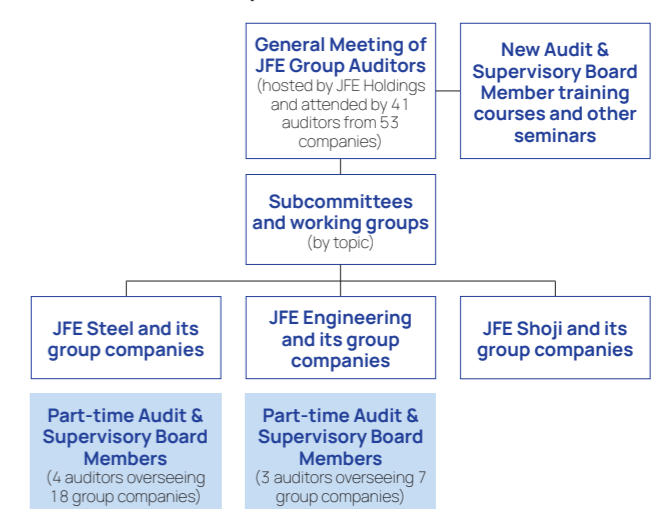 General Meeting of
JFE Group Auditors
(hosted by JFE Holdings
and attended by 41
auditors from 53
companies)
New Audit &
Supervisory Board
Member training
courses and other
seminars
Subcommittees
and working groups
(by topic)
JFE Steel and its
group companies
JFE Engineering
and its group
companies
JFE Shoji and its
group companies
Part-time Audit &
Supervisory Board
Members
(4 auditors overseeing
18 group companies)
Part-time Audit &
Supervisory Board
Members
(3 auditors overseeing 7
group companies)